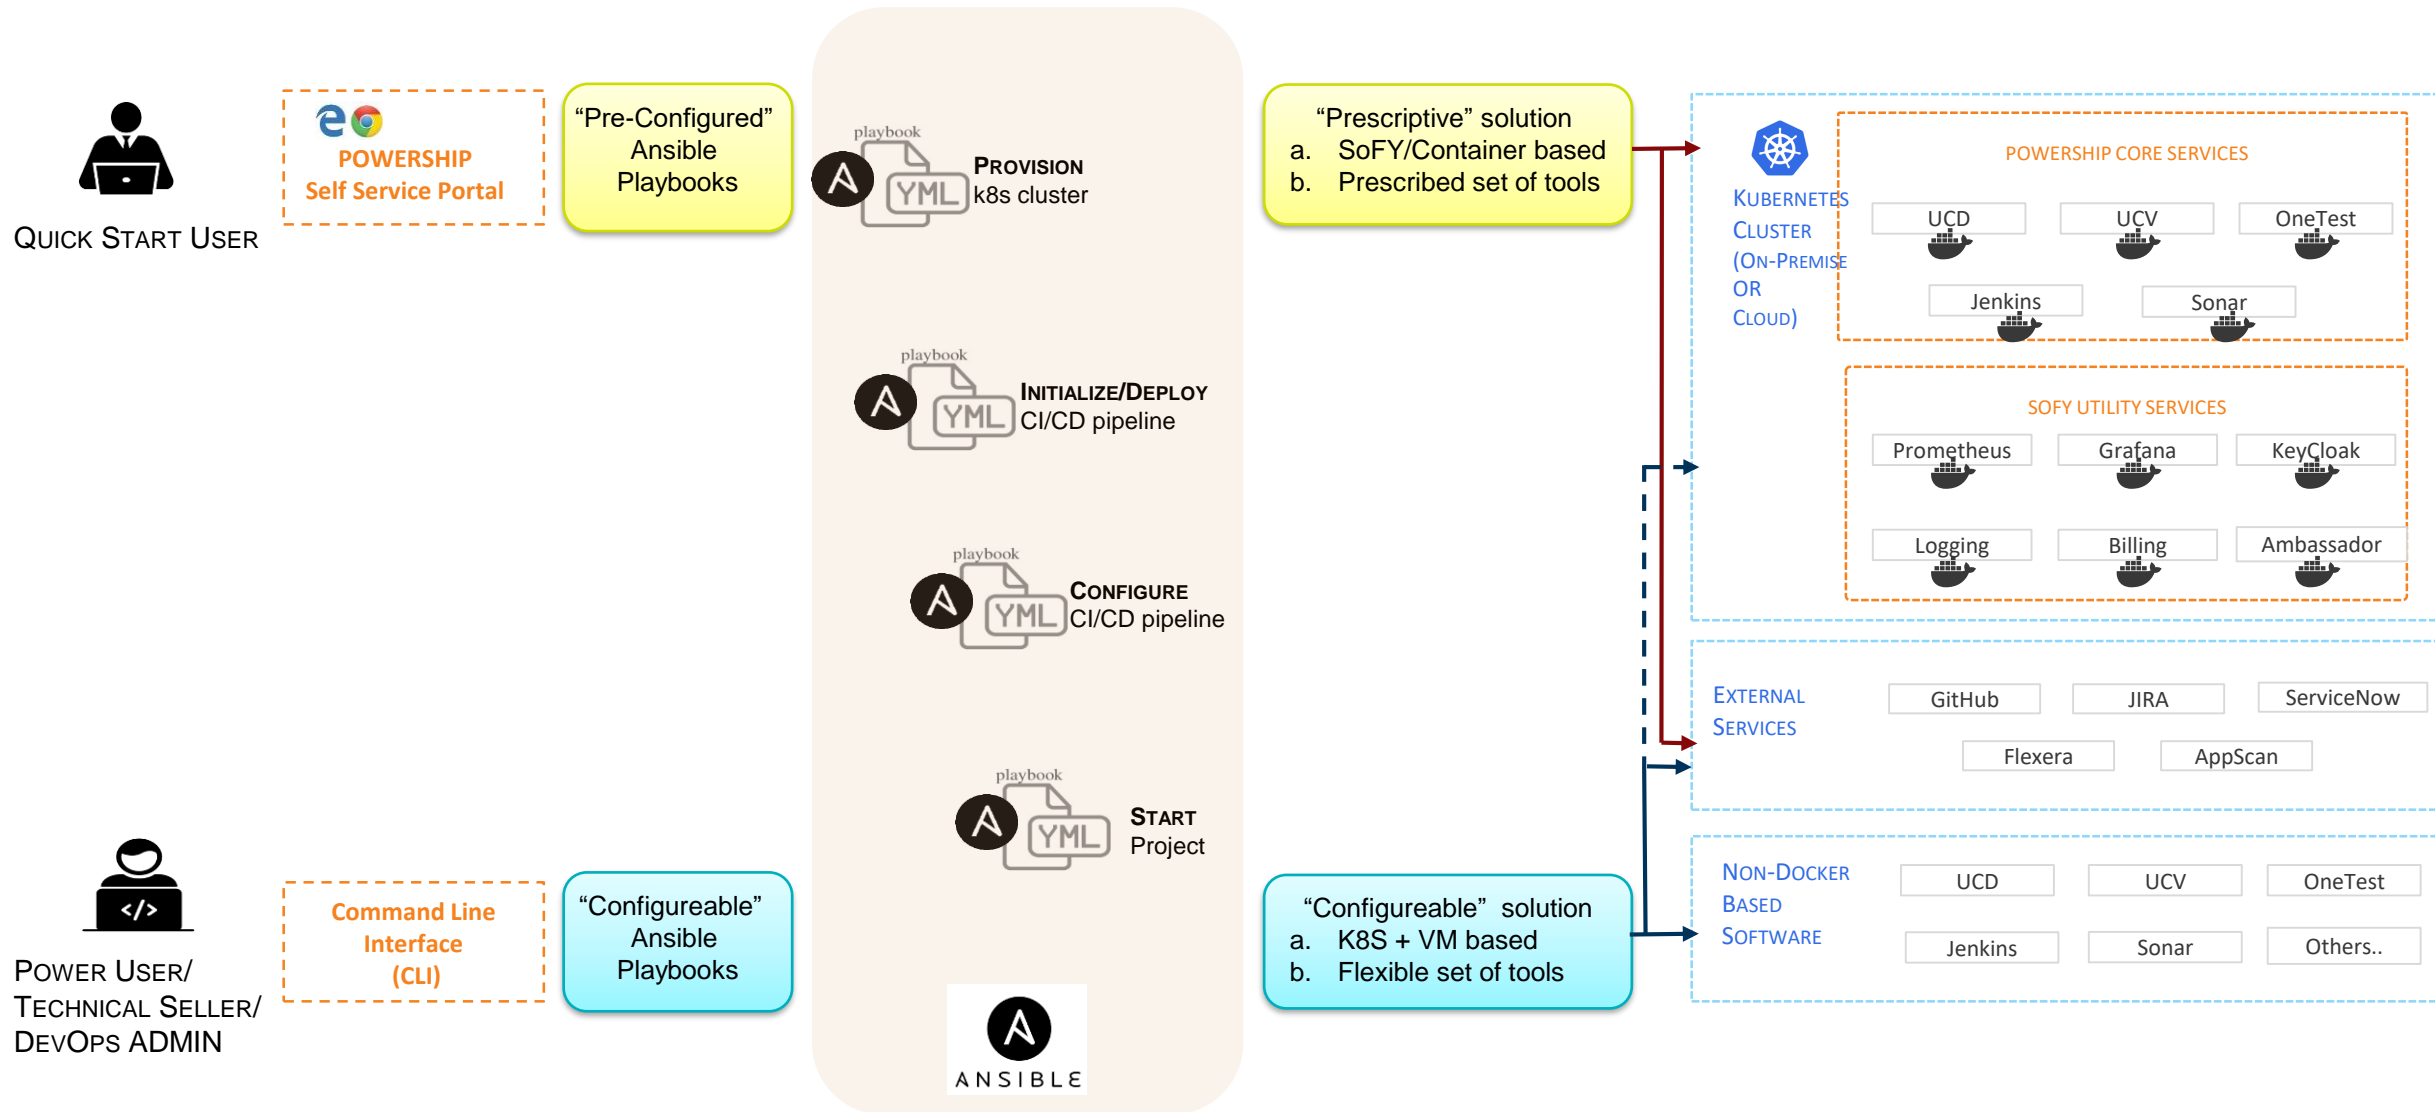 QUICK START USER
POWERSHIP
Self Service Portal
“Pre-Configured”
Ansible
Playbooks
playbook
YML
PROVISION
k8s cluster
playbook
YML
INITIALIZE/DEPLOY
CI/CD pipeline
playbook
YML
CONFIGURE
CI/CD pipeline
playbook
YML
START
Project
ANSIBLE
POWER USER/
TECHNICAL SELLER/
DEVOPS ADMIN
</>
Command Line
Interface
(CLI)
“Configureable”
Ansible
Playbooks
“Prescriptive” solution
a. SoFY/Container based
b. Prescribed set of tools
“Configureable” solution
a. K8S + VM based
b. Flexible set of tools
KUBERNETES
CLUSTER
(ON-PREMISE
OR
CLOUD)
POWERSHIP CORE SERVICES
UCD UCV OneTest
Jenkins Sonar
SOFY UTILITY SERVICES
Prometheus Grafana KeyCloak
Logging Billing Ambassador
EXTERNAL
SERVICES
GitHub JIRA ServiceNow
Flexera AppScan
NON-DOCKER
BASED
SOFTWARE
UCD UCV OneTest
Jenkins Sonar Others..